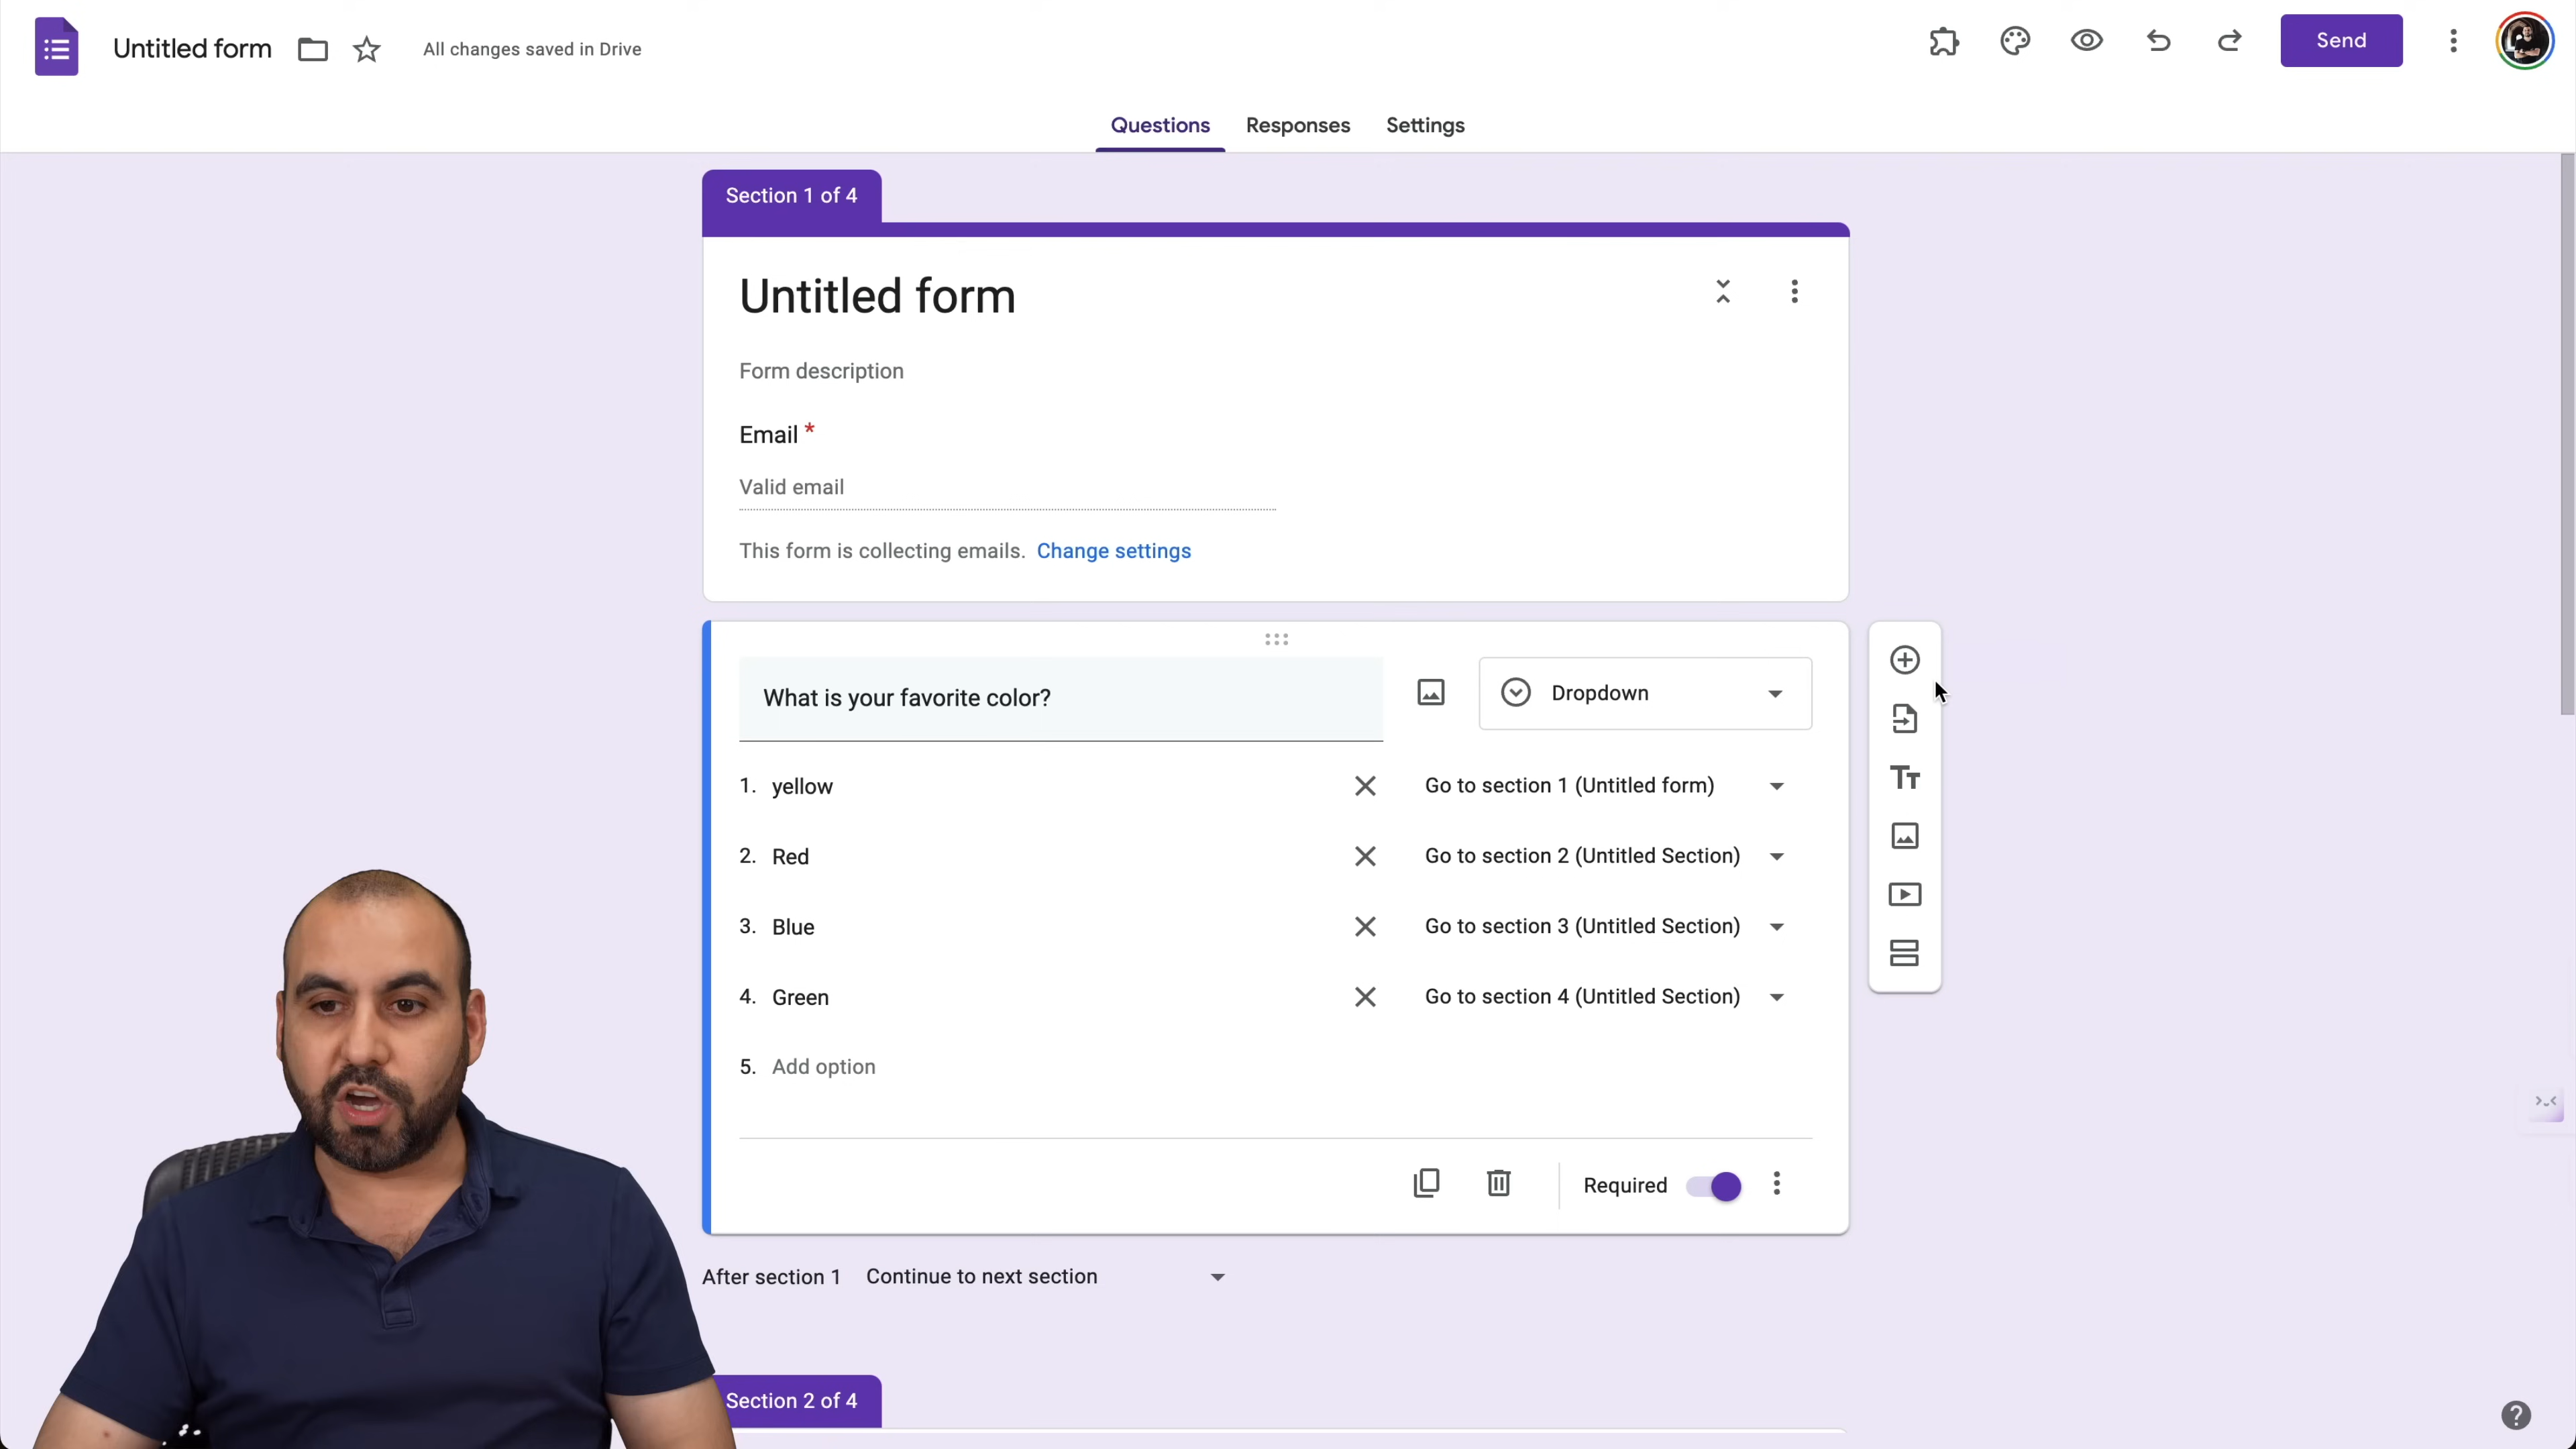 Untitled form
All changes saved in Drive
Send
Questions
Responses
Settings
Section 1 of 4
Untitled form
Form description
Email *
Valid email
This form is collecting emails. Change settings
What is your favorite color?
Dropdown
1. yellow
Go to section 1 (Untitled form)
2. Red
Go to section 2 (Untitled Section)
3. Blue
Go to section 3 (Untitled Section)
4. Green
Go to section 4 (Untitled Section)
5. Add option
Required
After section 1 Continue to next section
Section 2 of 4